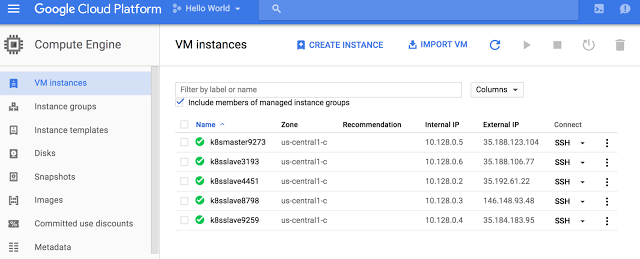 Google Cloud Platform Hello World
Compute Engine
VM instances CREATE INSTANCE IMPORT VM
VM instances
Instance groups
Instance templates
Disks
Snapshots
Images
Committed use discounts
Metadata
Filter by label or name Columns
Include members of managed instance groups
Name Zone Recommendation Internal IP External IP Connect
k8smaster9273 us-central1-c 10.128.0.5 35.188.123.104 SSH
k8sslave3193 us-central1-c 10.128.0.6 35.188.106.77 SSH
k8sslave4451 us-central1-c 10.128.0.2 35.192.61.22 SSH
k8sslave8798 us-central1-c 10.128.0.3 146.148.93.48 SSH
k8sslave9259 us-central1-c 10.128.0.4 35.184.183.95 SSH